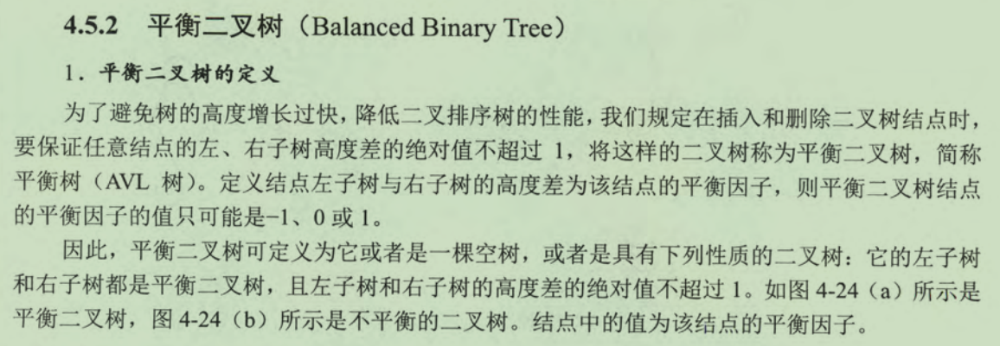 4.5.2 平衡二叉树（Balanced Binary Tree）
1．平衡二叉树的定义
为了避免树的高度增长过快，降低二叉排序树的性能，我们规定在插入和删除二叉树结点时，
要保证任意结点的左、右子树高度差的绝对值不超过 1，将这样的二叉树称为平衡二叉树，简称
平衡树（AVL 树）。定义结点左子树与右子树的高度差为该结点的平衡因子，则平衡二叉树结点
的平衡因子的值只可能是−1、0 或 1。
因此，平衡二叉树可定义为它或者是一棵空树，或者是具有下列性质的二叉树：它的左子树
和右子树都是平衡二叉树，且左子树和右子树的高度差的绝对值不超过 1。如图 4-24（a）所示是
平衡二叉树，图 4-24（b）所示是不平衡的二叉树。结点中的值为该结点的平衡因子。